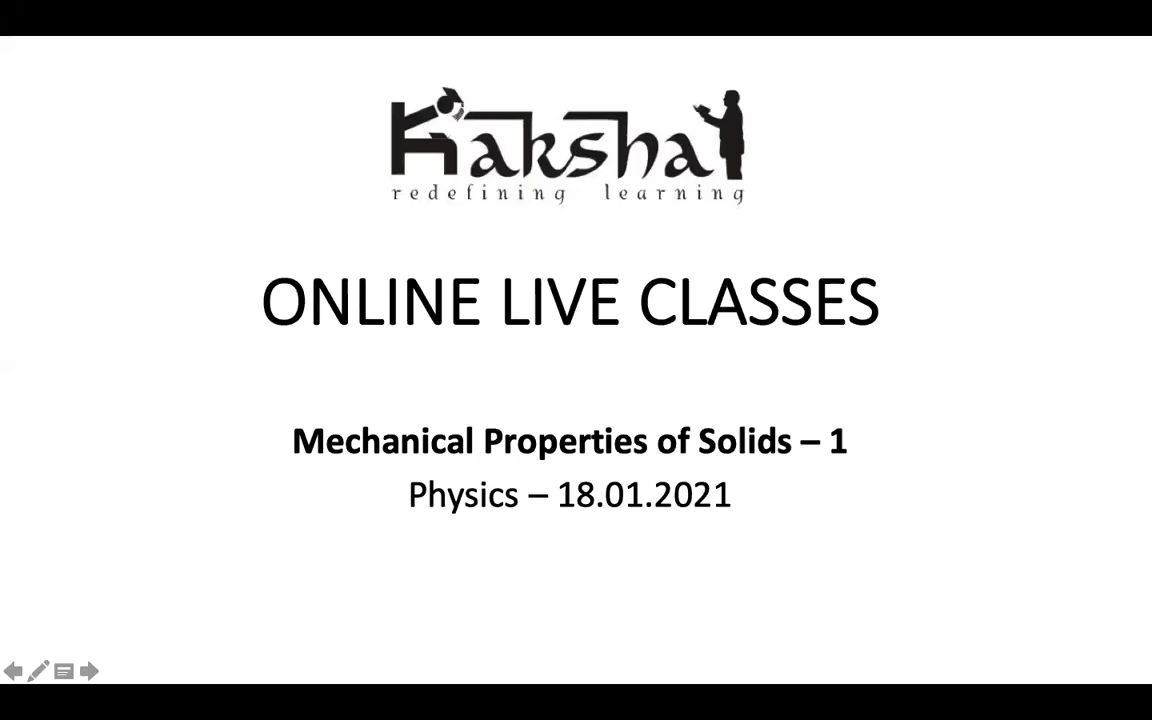 Kaksha
redefining learning
ONLINE LIVE CLASSES
Mechanical Properties of Solids – 1
Physics – 18.01.2021